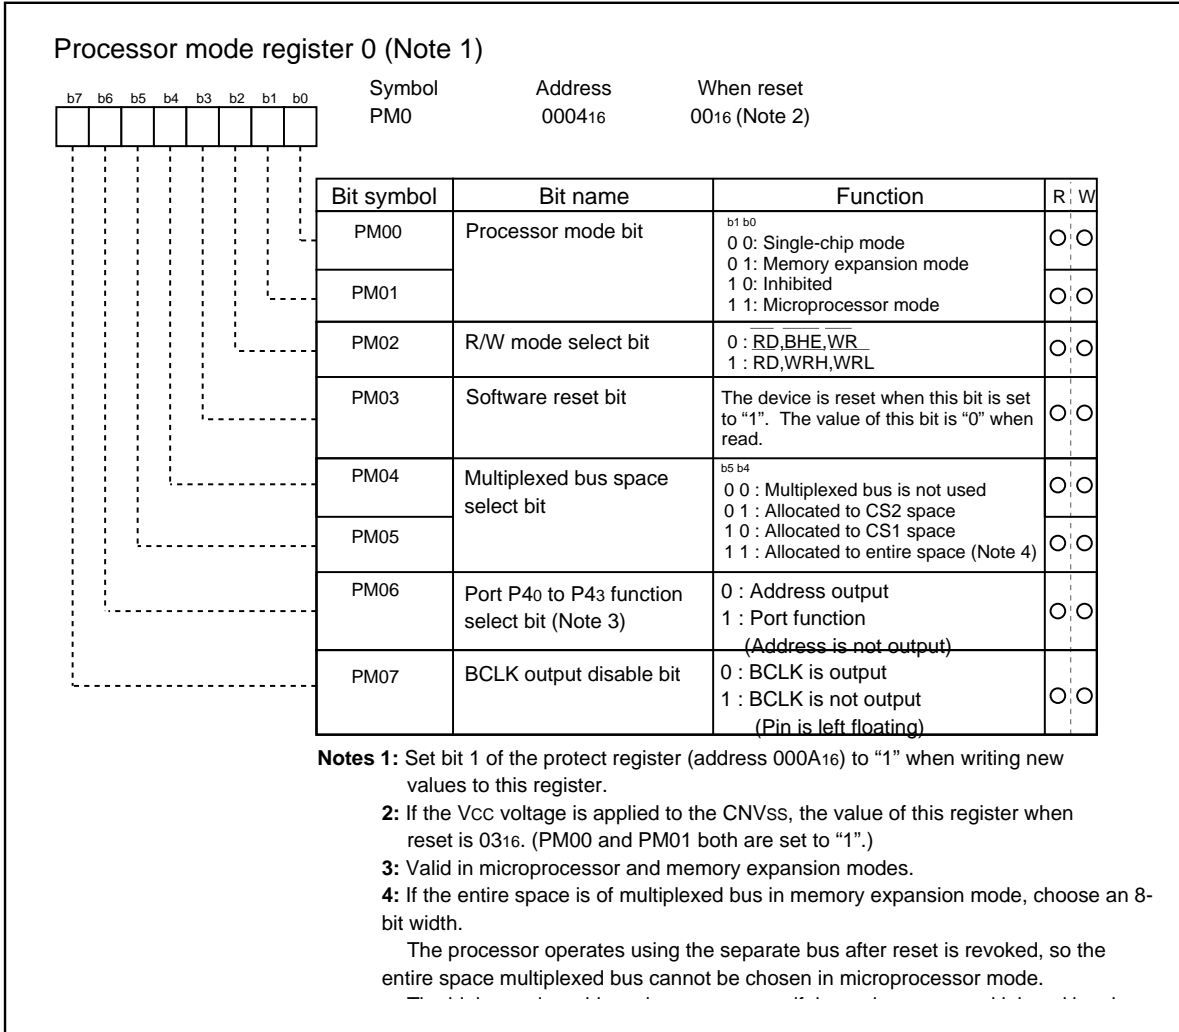 Processor mode register 0 (Note 1)
Symbol Address When reset
b7 b6 b5 b4 b3 b2 b1 b0
PM0 000416 0016 (Note 2)
Bit symbol Bit name Function R W
PM00 Processor mode bit
b1 b0
0 0: Single-chip mode
0 1: Memory expansion mode
PM01
1 0: Inhibited
1 1: Microprocessor mode
PM02 R/W mode select bit
0 : RD,BHE,WR
1 : RD,WRH,WRL
PM03 Software reset bit
The device is reset when this bit is set
to “1”. The value of this bit is “0” when
read.
PM04 Multiplexed bus space
select bit
b5 b4
0 0 : Multiplexed bus is not used
0 1 : Allocated to CS2 space
PM05
1 0 : Allocated to CS1 space
1 1 : Allocated to entire space (Note 4)
PM06 Port P40 to P43 function
select bit (Note 3)
0 : Address output
1 : Port function
(Address is not output)
PM07 BCLK output disable bit
0 : BCLK is output
1 : BCLK is not output
(Pin is left floating)
Notes 1: Set bit 1 of the protect register (address 000A16) to “1” when writing new
values to this register.
2: If the VCC voltage is applied to the CNVSS, the value of this register when
reset is 0316. (PM00 and PM01 both are set to “1”.)
3: Valid in microprocessor and memory expansion modes.
4: If the entire space is of multiplexed bus in memory expansion mode, choose an 8-
bit width.
The processor operates using the separate bus after reset is revoked, so the
entire space multiplexed bus cannot be chosen in microprocessor mode.